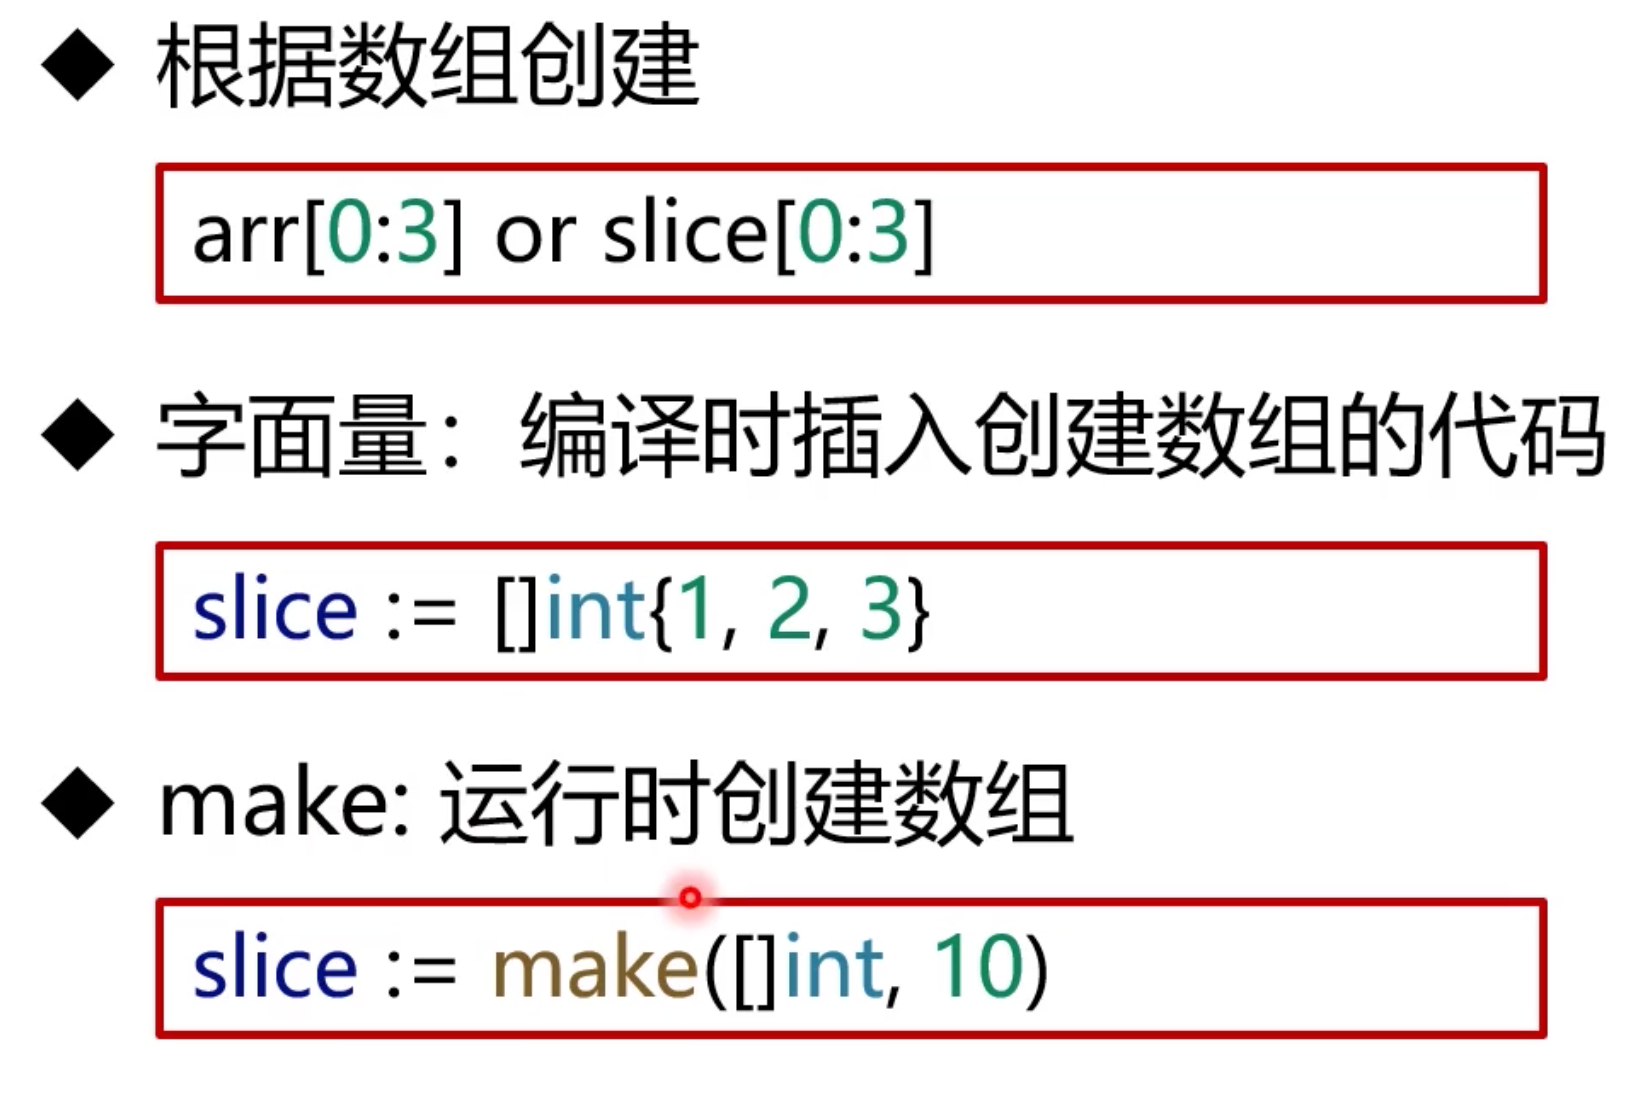 ◆ 根据数组创建
arr[0:3] or slice[0:3]
◆ 字面量：编译时插入创建数组的代码
slice := []int{1, 2, 3}
◆ make: 运行时创建数组
slice := make([]int, 10)